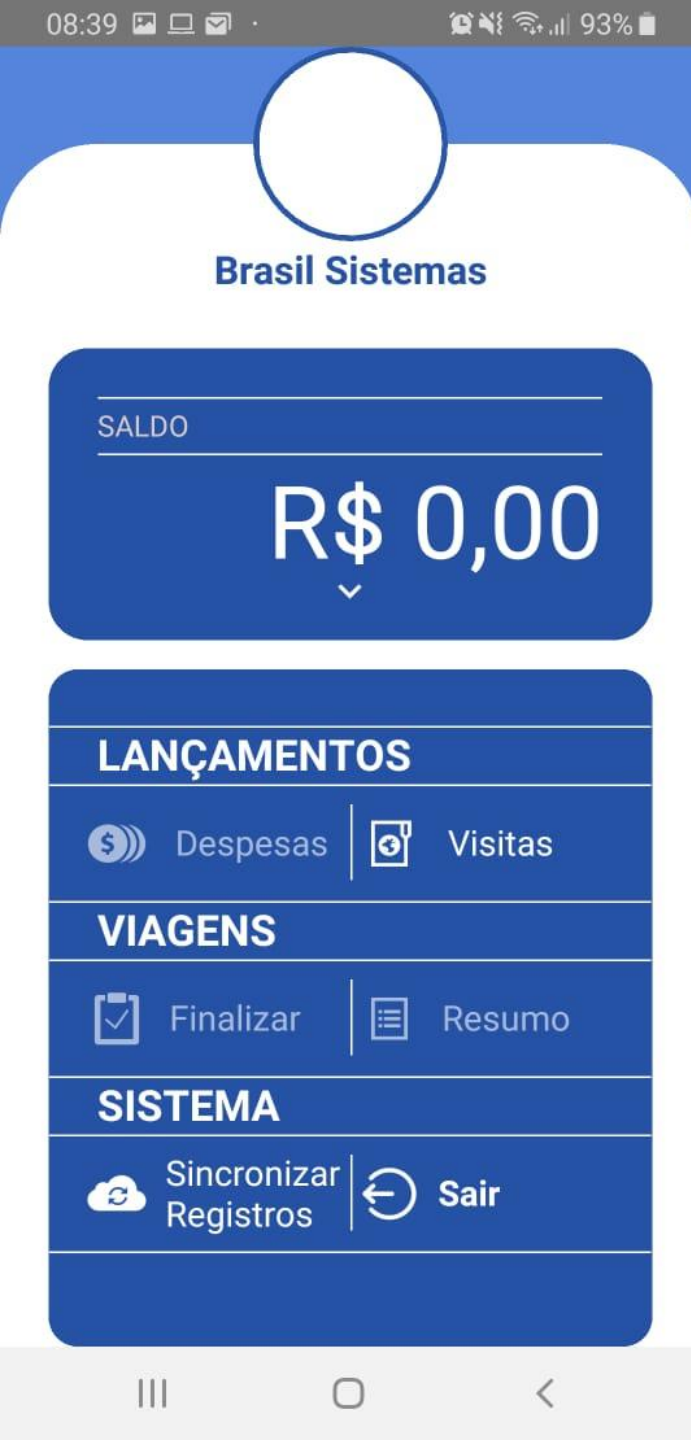 08:39
93%
Brasil Sistemas
SALDO
R$ 0,00
LANÇAMENTOS
Despesas
Visitas
VIAGENS
Finalizar
Resumo
SISTEMA
Sincronizar
Registros
Sair